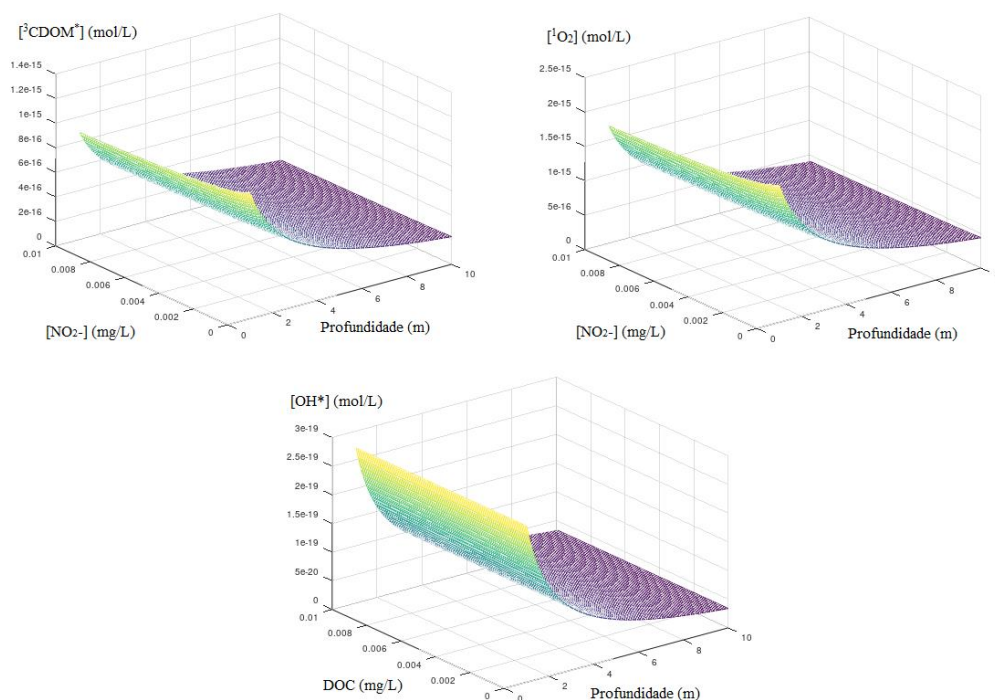 [³CDOM*] (mol/L)
1.4e-15
1.2e-15
1e-15
8e-16
6e-16
4e-16
2e-16
0
0.01
0.008
0.006
0.004
0.002
0
0
2
4
6
8
10
[NO2-] (mg/L)
Profundidade (m)
[¹O2] (mol/L)
2.5e-15
2e-15
1.5e-15
1e-15
5e-16
0
0.01
0.008
0.006
0.004
0.002
0
0
2
4
6
8
[NO2-] (mg/L)
Profundidade (m)
[OH*] (mol/L)
3e-19
2.5e-19
2e-19
1.5e-19
1e-19
5e-20
0
0.01
0.008
0.006
0.004
0.002
0
0
2
4
6
8
10
DOC (mg/L)
Profundidade (m)